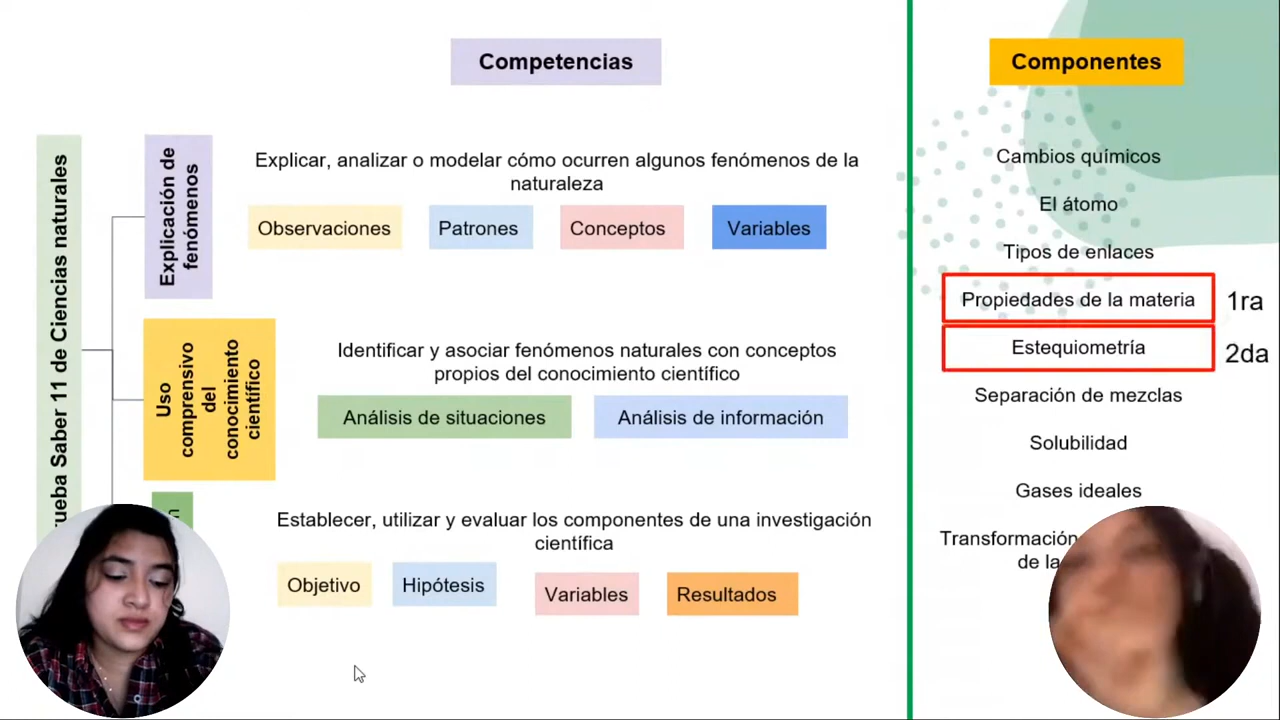 Competencias
Componentes
Prueba Saber 11 de Ciencias naturales
Explicación de
fenómenos
Explicar, analizar o modelar cómo ocurren algunos fenómenos de la
naturaleza
Observaciones
Patrones
Conceptos
Variables
Uso
comprensivo
del
conocimiento
científico
Identificar y asociar fenómenos naturales con conceptos
propios del conocimiento científico
Análisis de situaciones
Análisis de información
Establecer, utilizar y evaluar los componentes de una investigación
científica
Objetivo
Hipótesis
Variables
Resultados
Cambios químicos
El átomo
Tipos de enlaces
Propiedades de la materia
1ra
Estequiometría
2da
Separación de mezclas
Solubilidad
Gases ideales
Transformación
de la